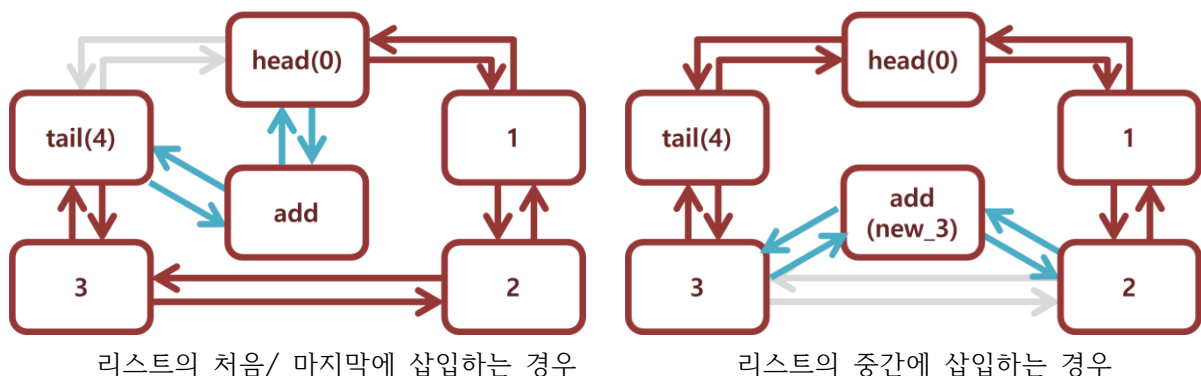 head(0)
tail(4)
1
add
3
2
리스트의 처음/ 마지막에 삽입하는 경우
head(0)
tail(4)
1
add
(new_3)
3
2
리스트의 중간에 삽입하는 경우